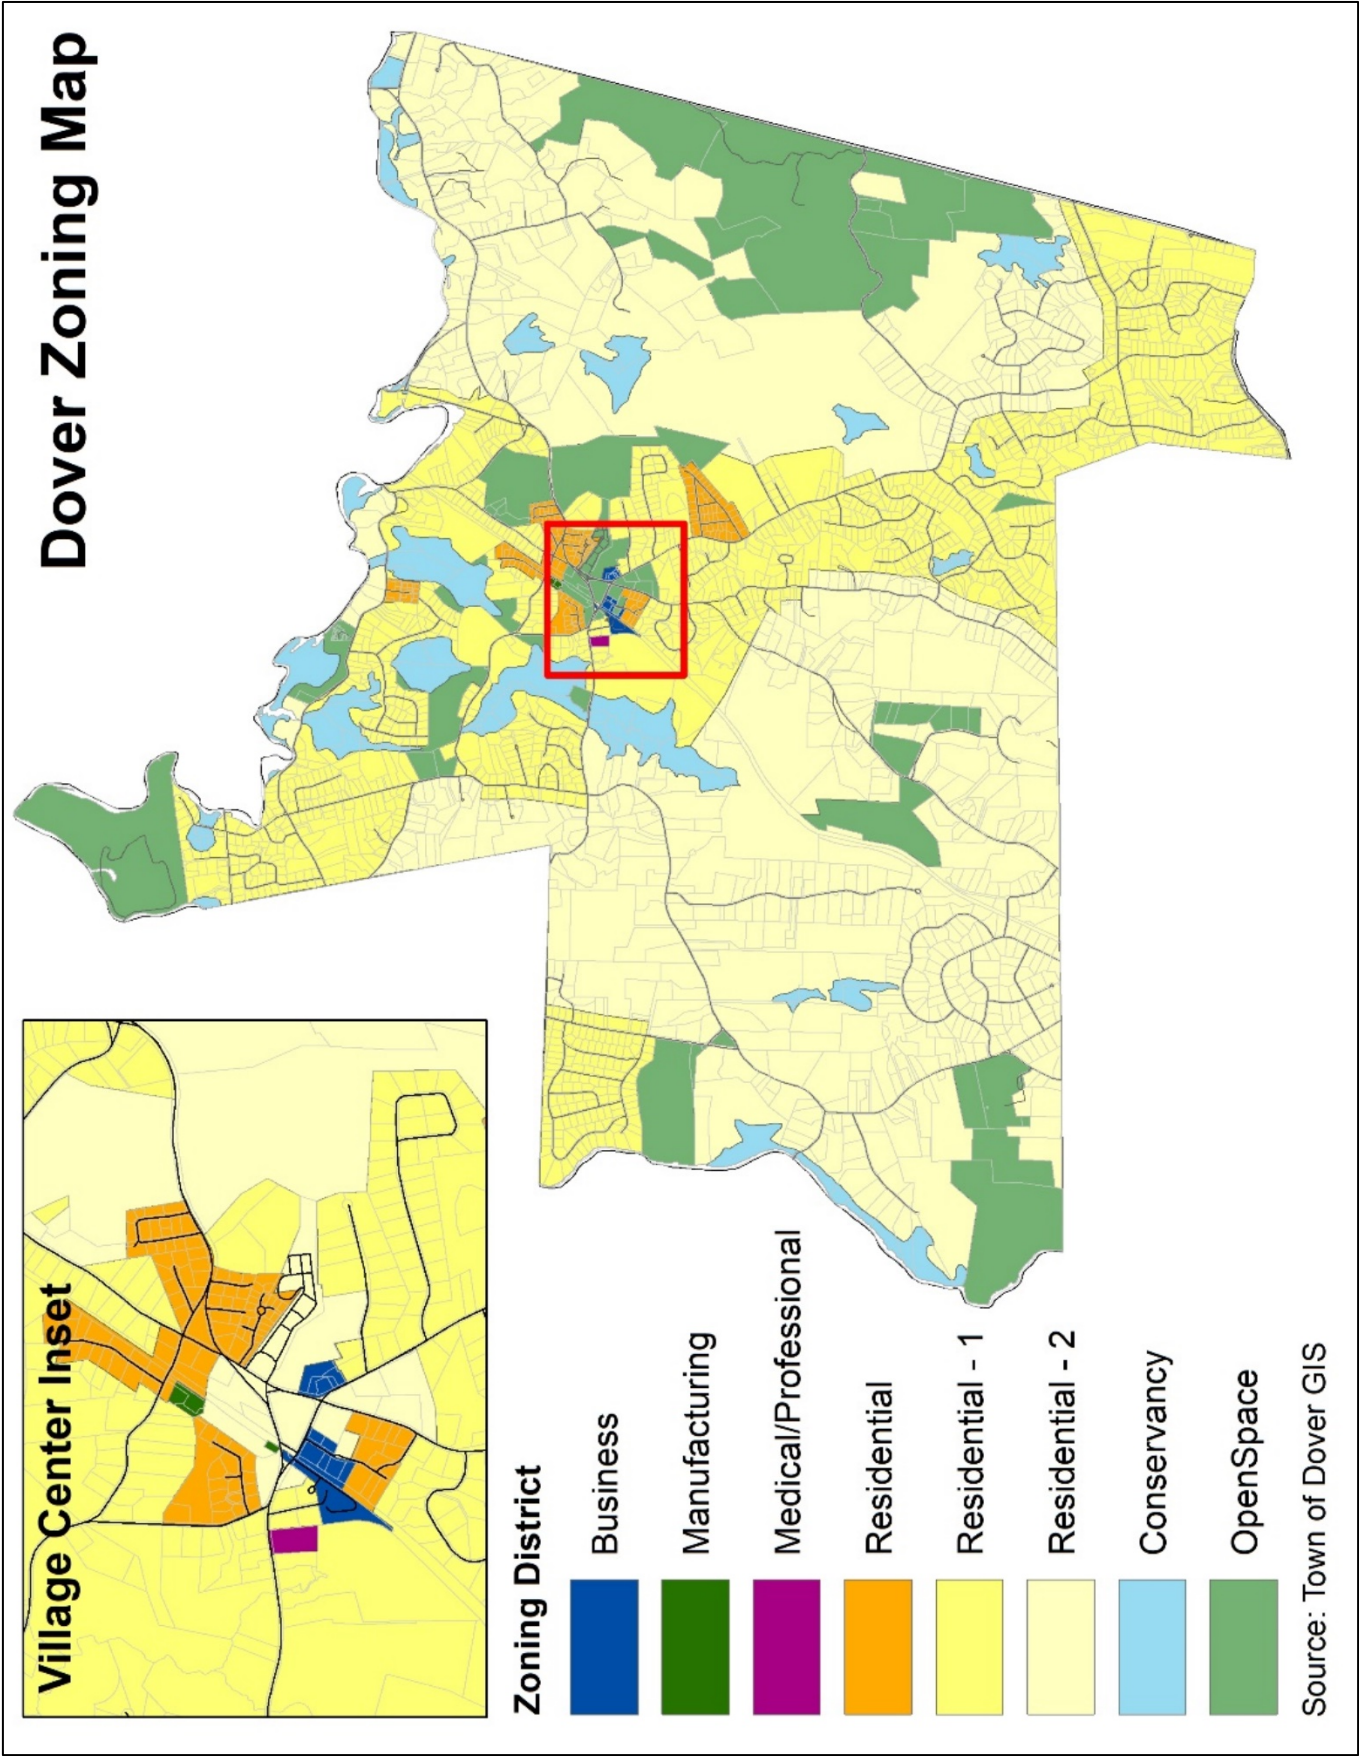 Dover Zoning Map
Village Center Inset
Zoning District
Business
Manufacturing
Medical/Professional
Residential
Residential - 1
Residential - 2
Conservancy
OpenSpace
Source: Town of Dover GIS